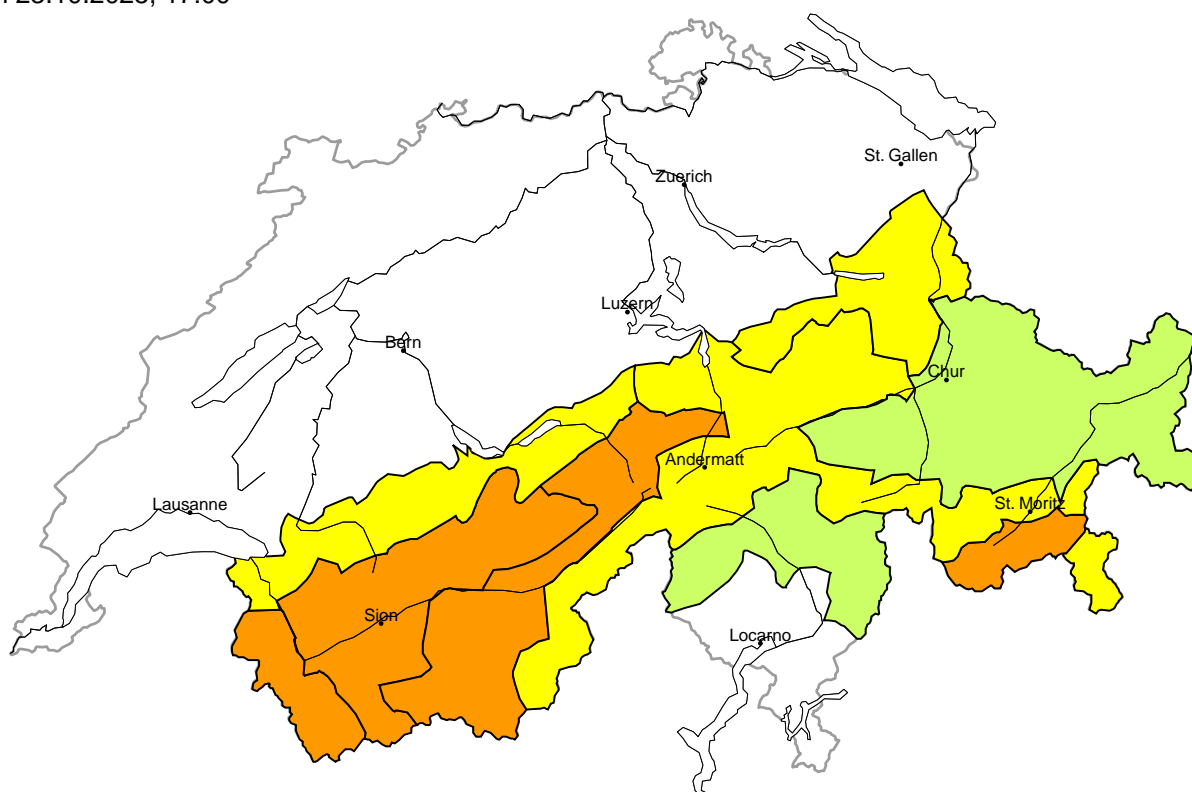 St. Gallen
Zuerich
Luzern
Bern
Chur
Andermatt
Lausanne
St. Moritz
Sion
Locarno